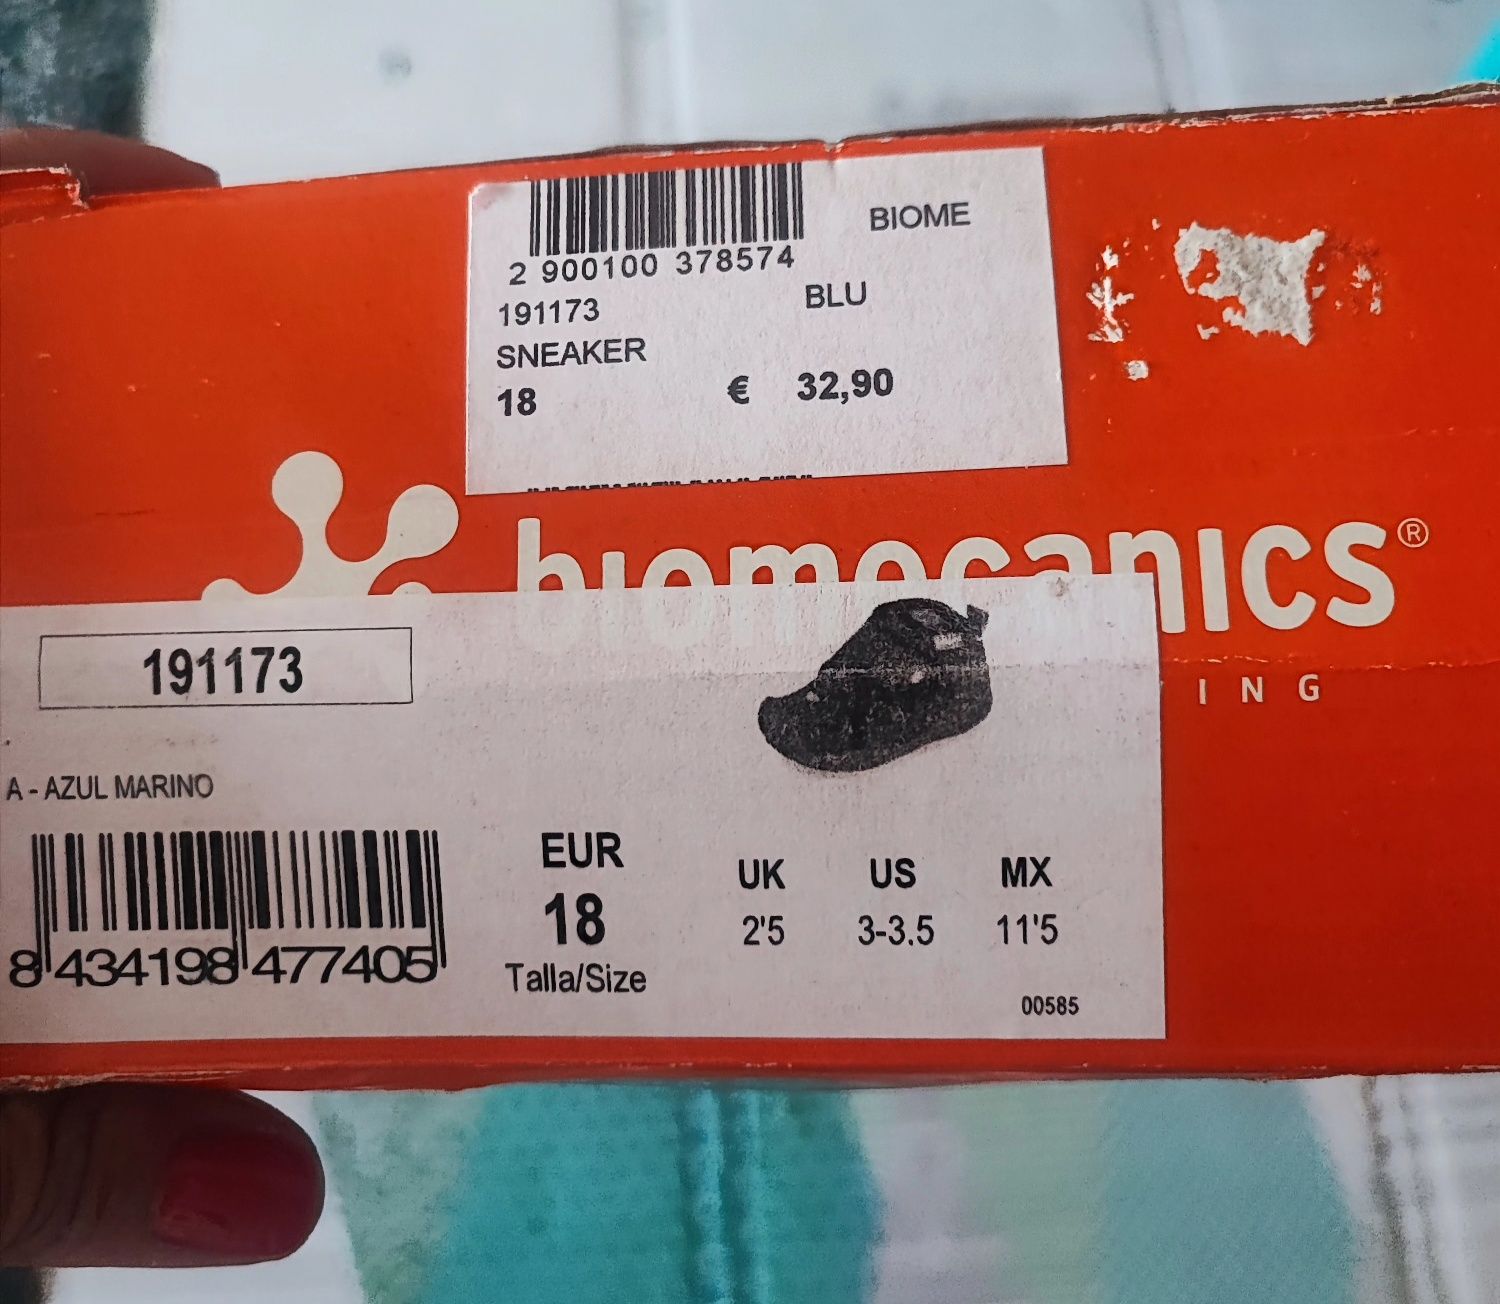 2 900100 378574
BIOME
191173
BLU
SNEAKER
18 € 32,90
biomecanics®
ING
191173
A - AZUL MARINO
8 434198 477405
EUR UK US MX
18 2'5 3-3.5 11'5
Talla/Size
00585